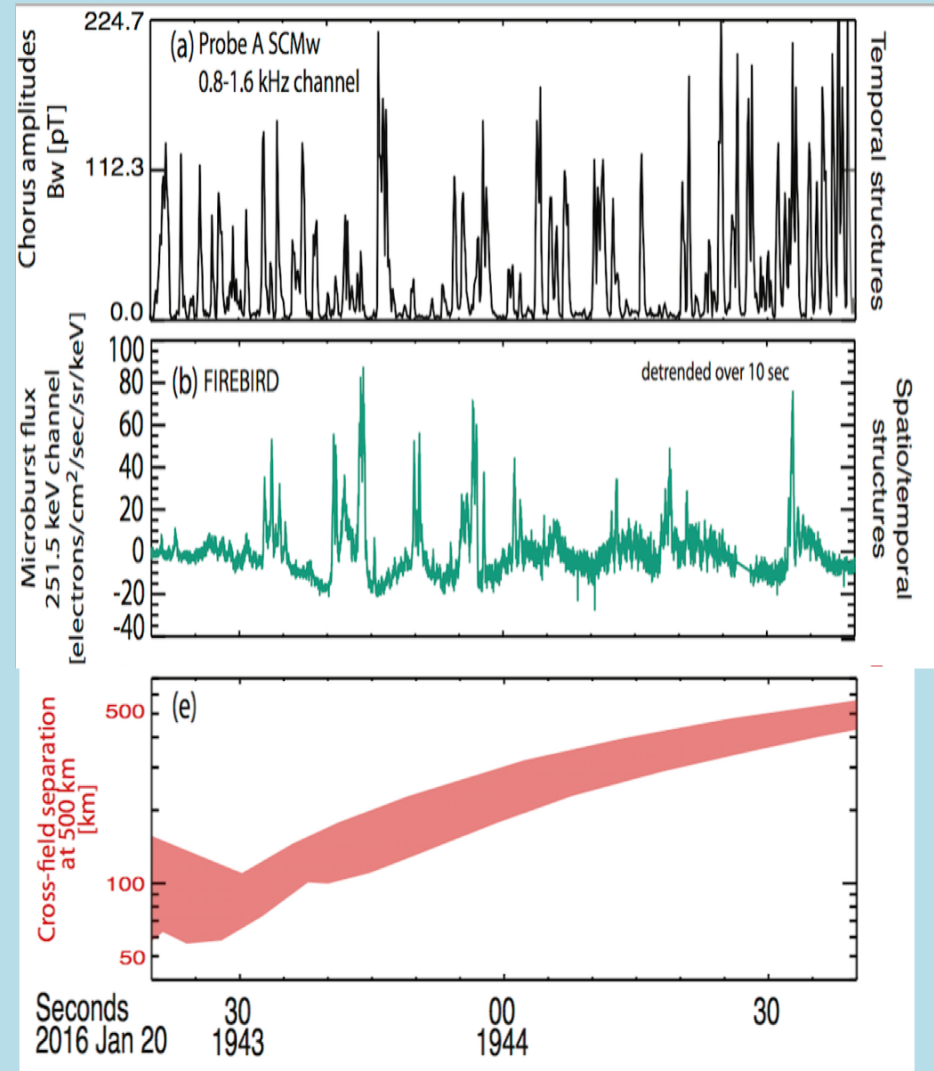 224.7
112.3
0.0
Chorus amplitudes
Bw [pT]
(a) Probe A SCMw
0.8-1.6 kHz channel
Temporal structures
100
80
60
40
20
0
-20
-40
Microburst flux
251.5 keV channel
[electrons/cm²/sec/sr/keV]
(b) FIREBIRD
detrended over 10 sec
Spatio/temporal
structures
500
100
50
Cross-field separation
at 500 km
[km]
(e)
Seconds 30 00 30
2016 Jan 20 1943 1944